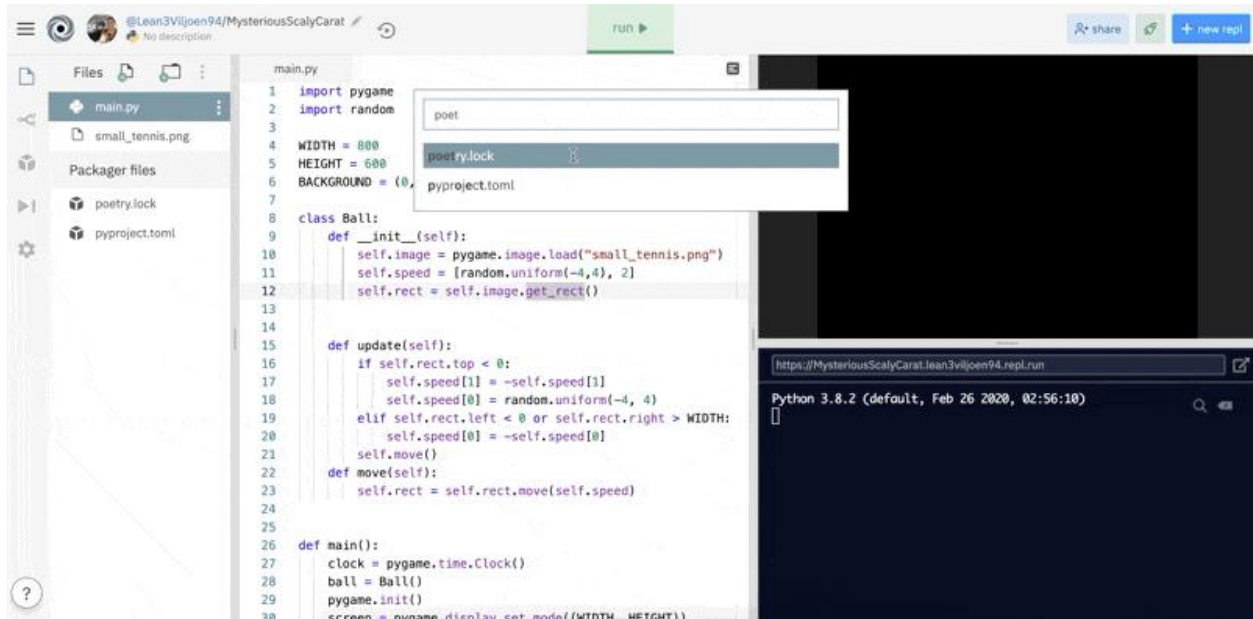 @Lean3Viljoen94/MysteriousScalyCarat
No description
run
share
+ new repl
Files
main.py
small_tennis.png
Packager files
poetry.lock
pyproject.toml
main.py
poet
poetry.lock
pyproject.toml
1 import pygame
2 import random
3
4 WIDTH = 800
5 HEIGHT = 600
6 BACKGROUND = (0,
7
8 class Ball:
9 def __init__(self):
10 self.image = pygame.image.load("small_tennis.png")
11 self.speed = [random.uniform(-4,4), 2]
12 self.rect = self.image.get_rect()
13
14
15 def update(self):
16 if self.rect.top < 0:
17 self.speed[1] = -self.speed[1]
18 self.speed[0] = random.uniform(-4, 4)
19 elif self.rect.left < 0 or self.rect.right > WIDTH:
20 self.speed[0] = -self.speed[0]
21 self.move()
22 def move(self):
23 self.rect = self.rect.move(self.speed)
24
25
26 def main():
27 clock = pygame.time.Clock()
28 ball = Ball()
29 pygame.init()
30 screen = pygame.display.set_mode((WIDTH, HEIGHT))
https://MysteriousScalyCarat.lean3viljoen94.repl.run
Python 3.8.2 (default, Feb 26 2020, 02:56:10)
?